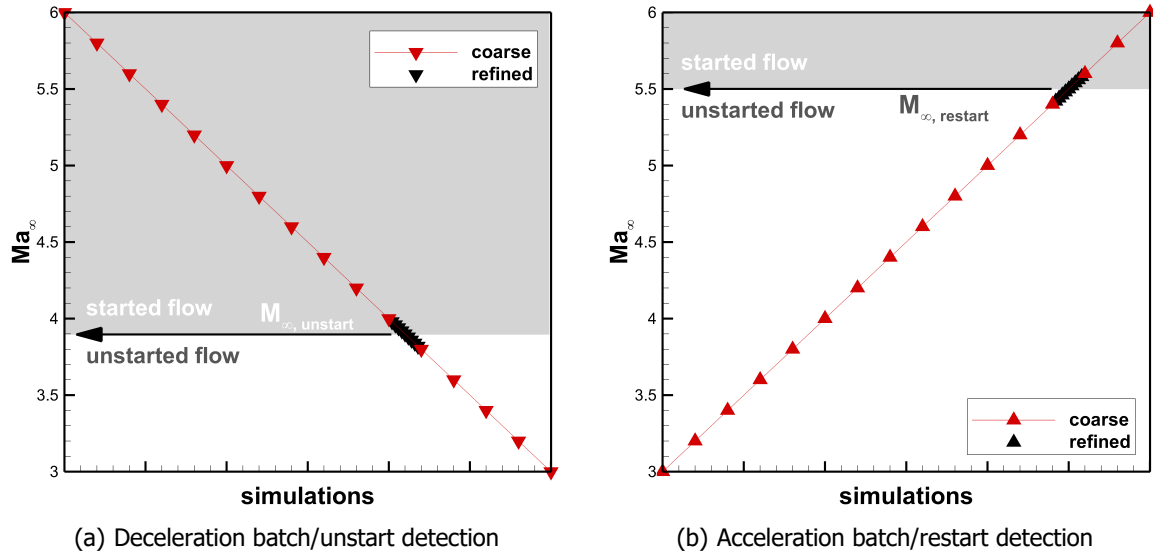 6
5.5
5
4.5
4
3.5
3
Ma∞
coarse
refined
started flow
M∞, unstart
unstarted flow
simulations
(a) Deceleration batch/unstart detection
6
5.5
5
4.5
4
3.5
3
Ma∞
started flow
unstarted flow
M∞, restart
coarse
refined
simulations
(b) Acceleration batch/restart detection